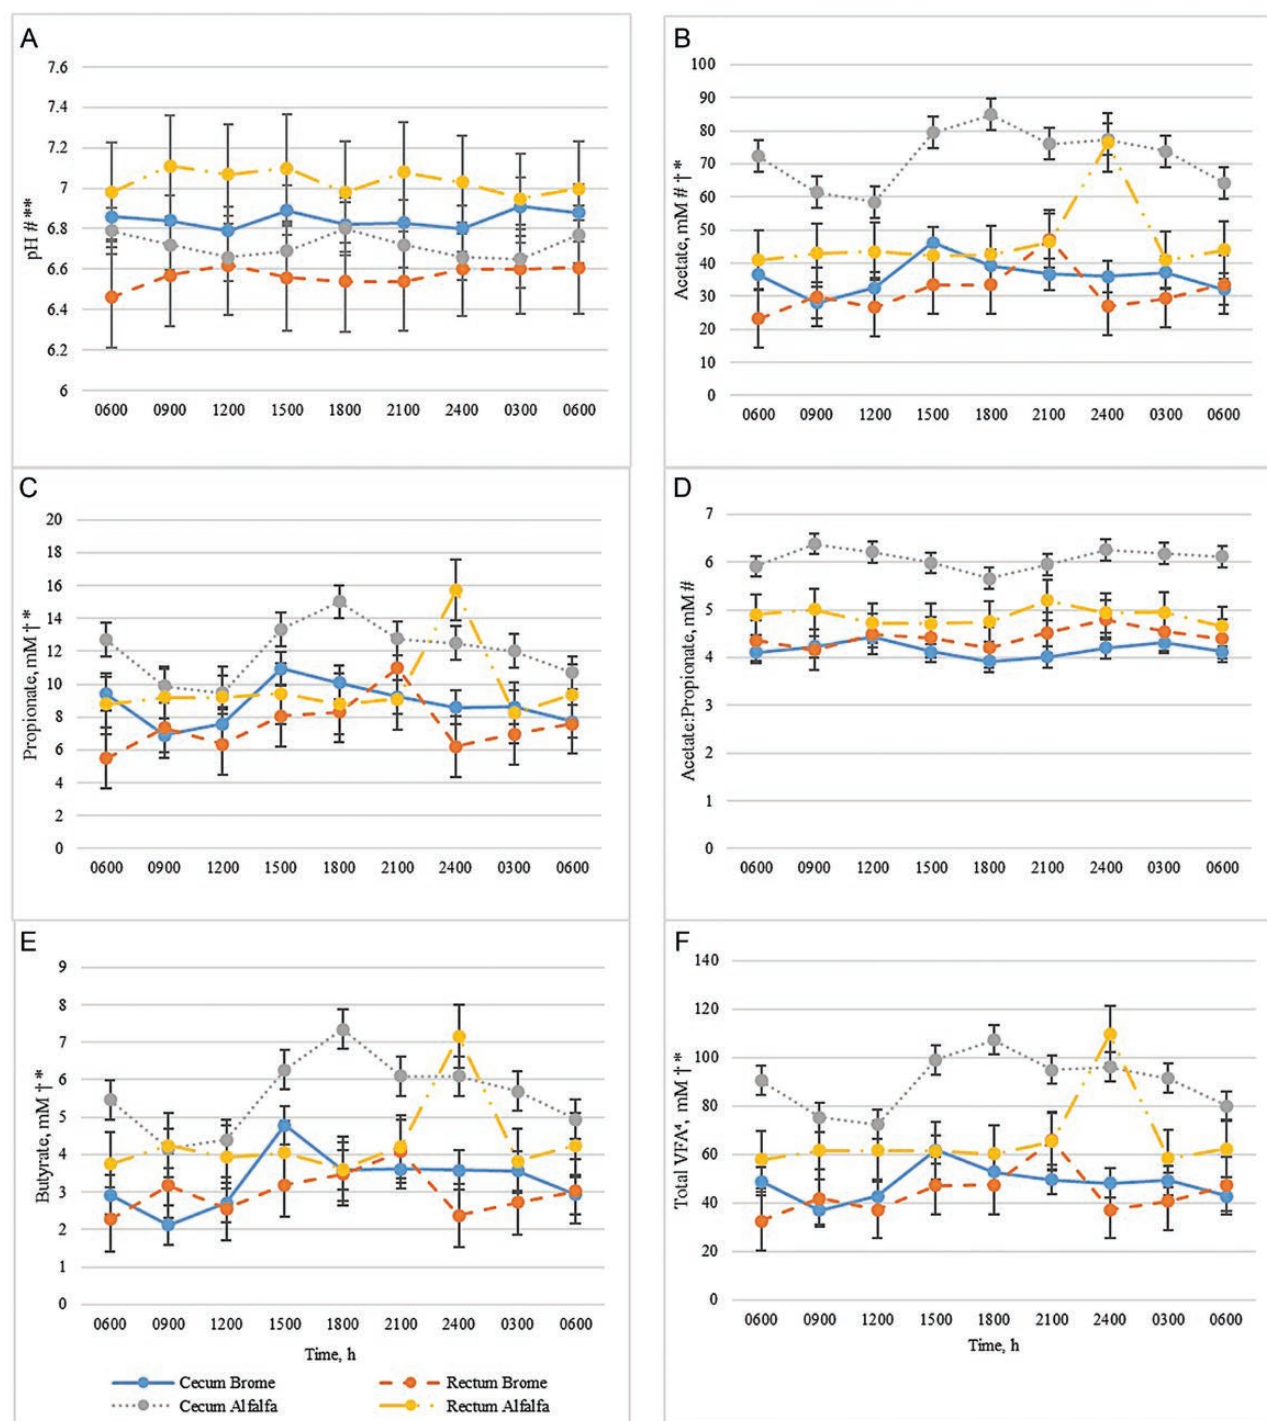 A
7.6
7.4
7.2
7
6.8
6.6
6.4
6.2
6
pH # **
0600 0900 1200 1500 1800 2100 2400 0300 0600
B
100
90
80
70
60
50
40
30
20
10
0
Acetate, mM # † *
0600 0900 1200 1500 1800 2100 2400 0300 0600
C
20
18
16
14
12
10
8
6
4
2
0
Propionate, mM † *
0600 0900 1200 1500 1800 2100 2400 0300 0600
D
7
6
5
4
3
2
1
0
Acetate:Propionate, mM #
0600 0900 1200 1500 1800 2100 2400 0300 0600
E
9
8
7
6
5
4
3
2
1
0
Butyrate, mM † *
0600 0900 1200 1500 1800 2100 2400 0300 0600
Time, h
F
140
120
100
80
60
40
20
0
Total VFA⁴, mM † *
0600 0900 1200 1500 1800 2100 2400 0300 0600
Time, h
Cecum Brome Rectum Brome
Cecum Alfalfa Rectum Alfalfa